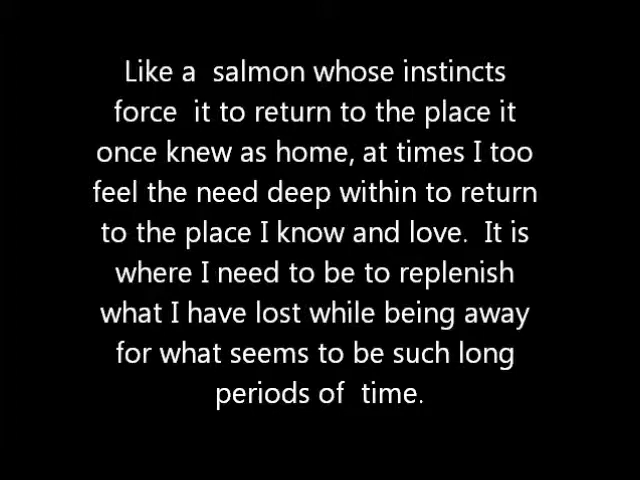 Like a  salmon whose instincts
force  it to return to the place it
once knew as home, at times I too
feel the need deep within to return
to the place I know and love.  It is
where I need to be to replenish
what I have lost while being away
for what seems to be such long
periods of  time.